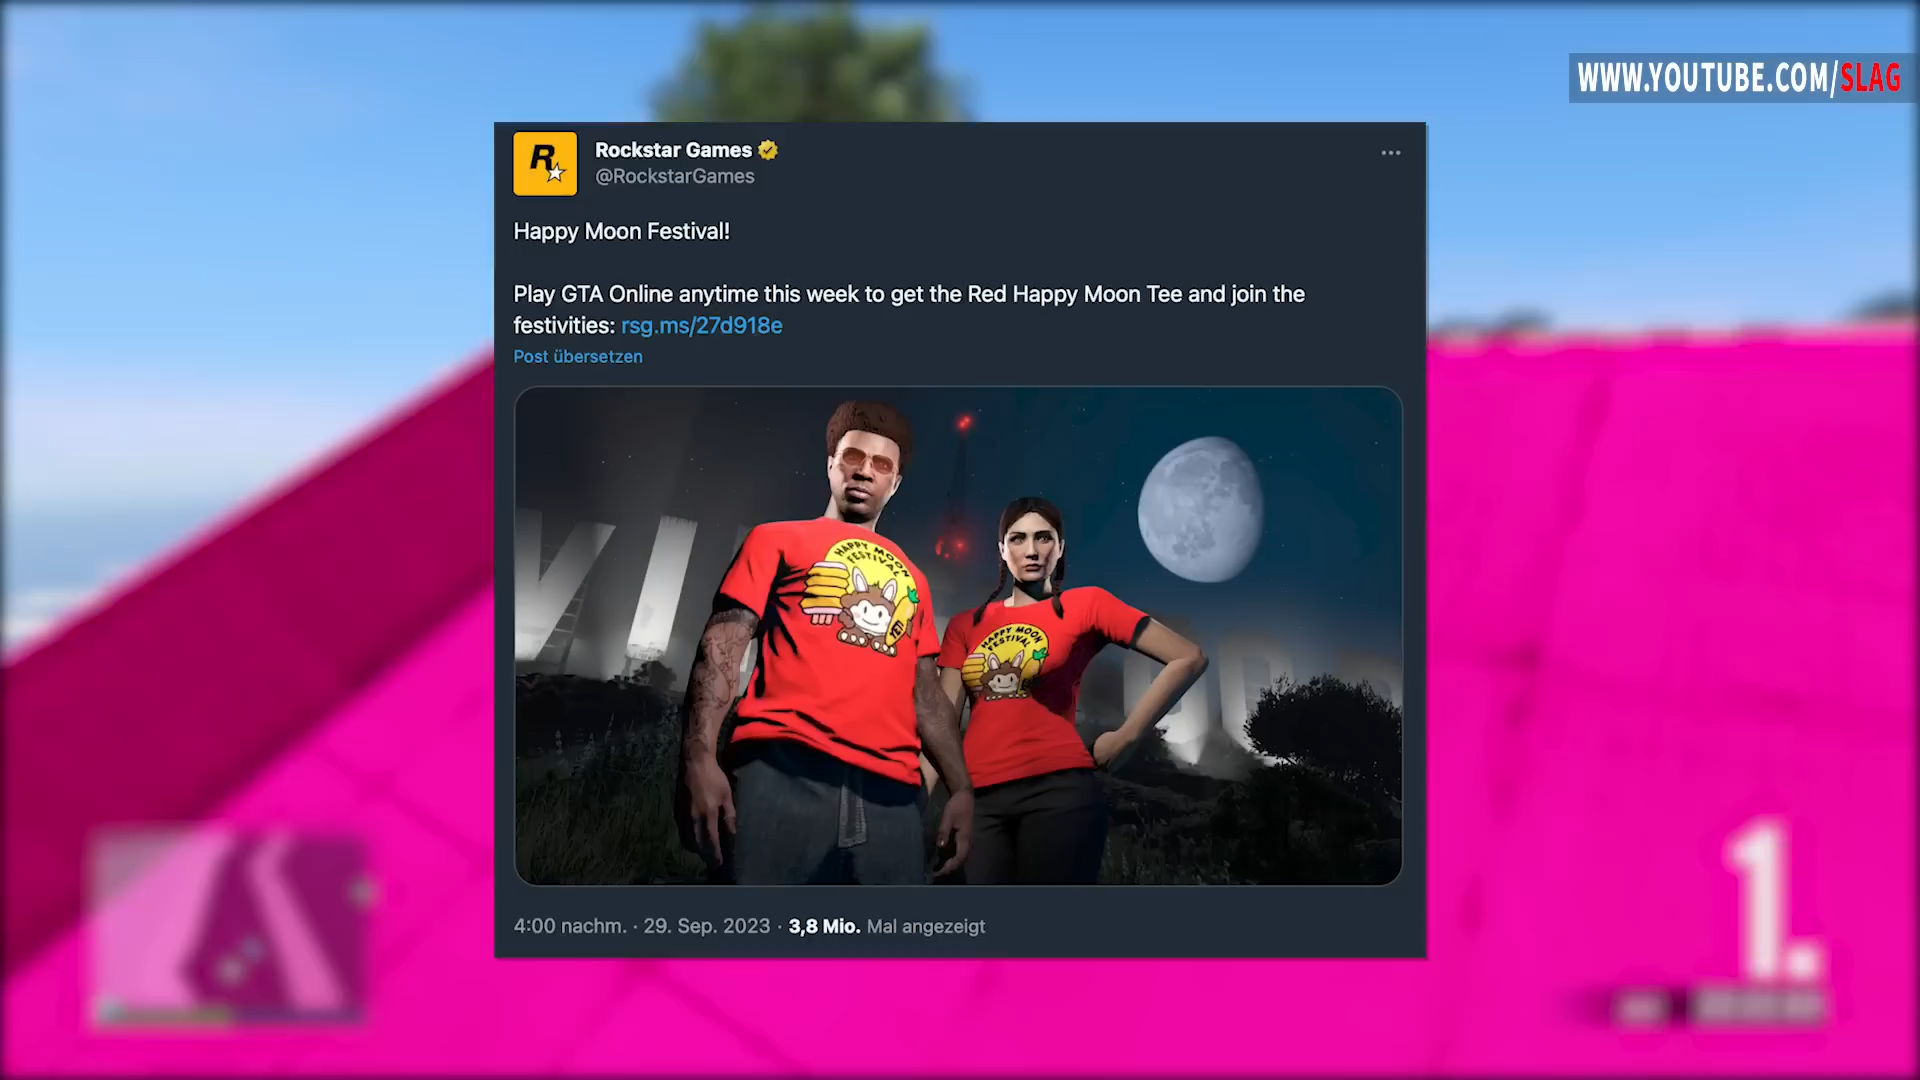 WWW.YOUTUBE.COM/SLAG
R
Rockstar Games
@RockstarGames
Happy Moon Festival!
Play GTA Online anytime this week to get the Red Happy Moon Tee and join the
festivities: rsg.ms/27d918e
Post übersetzen
HAPPY MOON
FESTIVAL
YETI
HAPPY MOON
FESTIVAL
VI
4:00 nachm. · 29. Sep. 2023 · 3,8 Mio. Mal angezeigt
1.